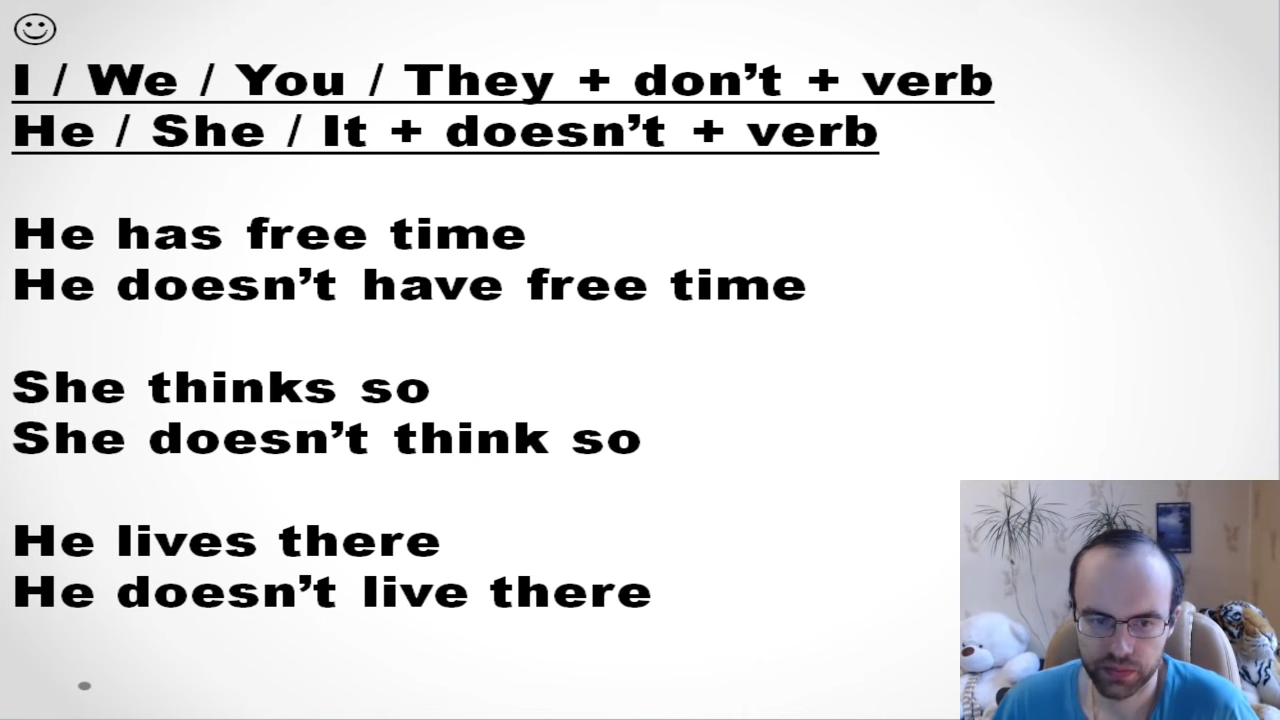 I / We / You / They + don’t + verb
He / She / It + doesn’t + verb
He has free time
He doesn’t have free time
She thinks so
She doesn’t think so
He lives there
He doesn’t live there